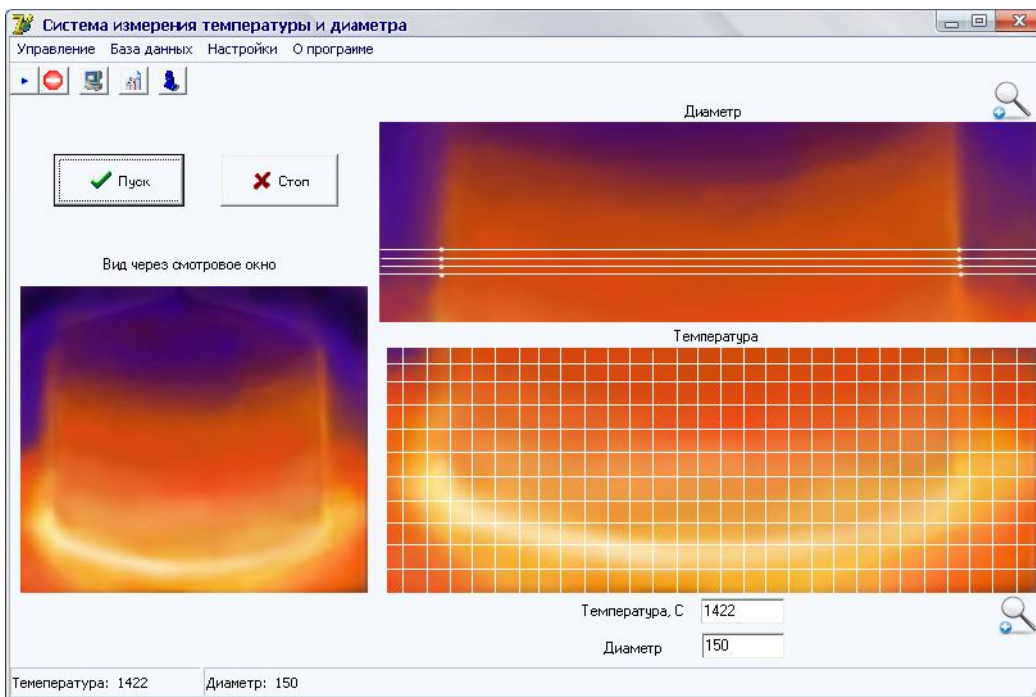 Система измерения температуры и диаметра
Управление База данных Настройки О программе
Диаметр
Пуск
Стоп
Вид через смотровое окно
Температура
Температура, С 1422
Диаметр 150
Темепература: 1422 Диаметр: 150